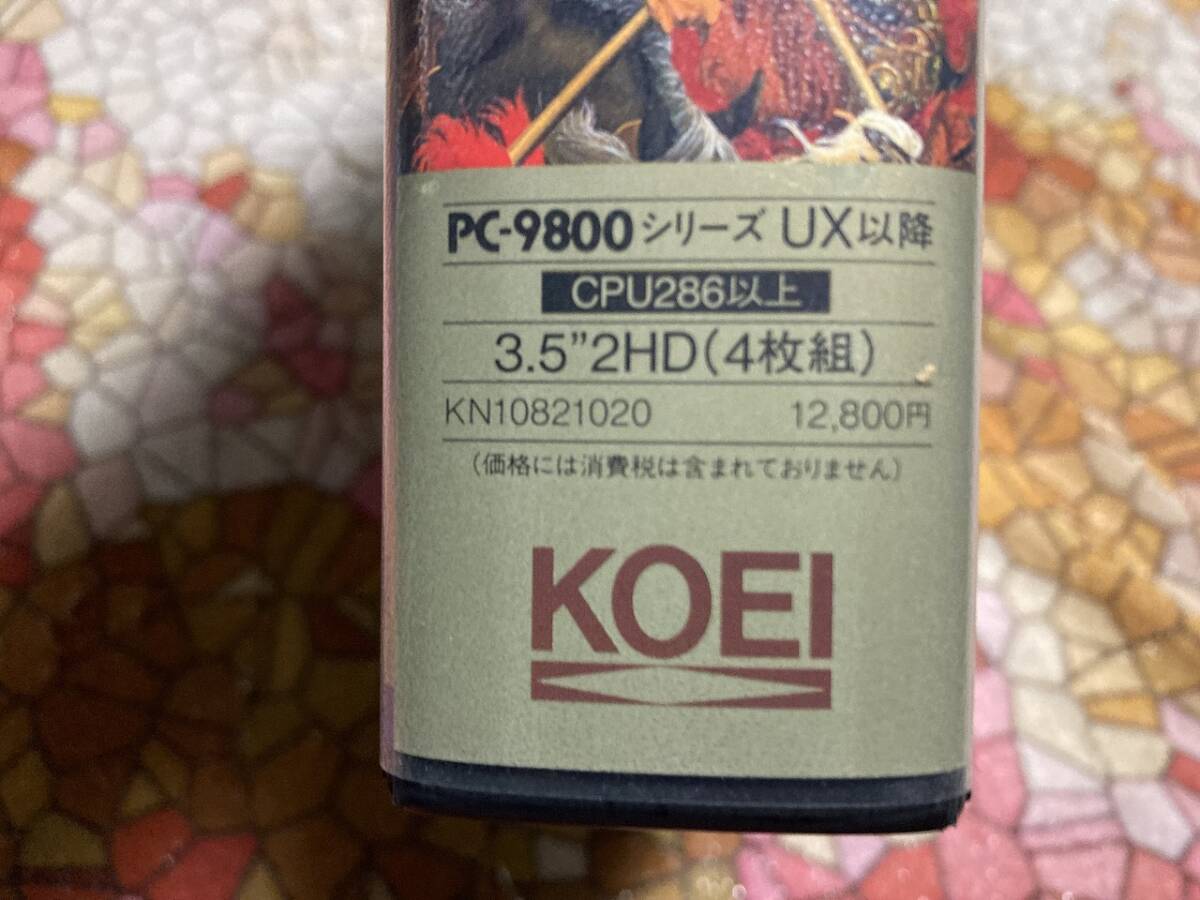 PC-9800シリーズ UX以降
CPU286以上
3.5”2HD(4枚組)
KN10821020 12,800円
(価格には消費税は含まれておりません)
KOEI